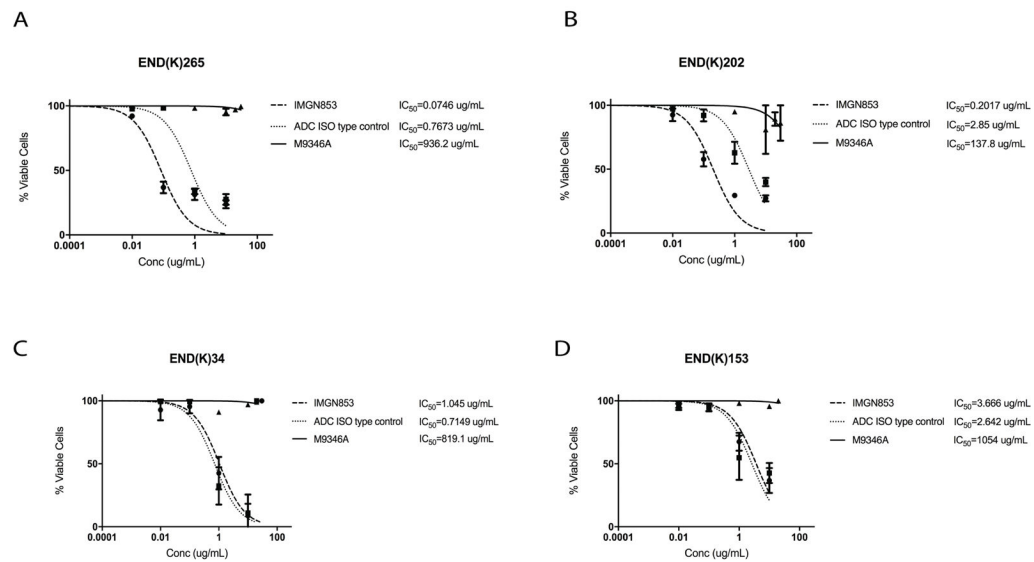 A
END(K)265
% Viable Cells
100
50
0
0.0001
0.01
1
100
Conc (ug/mL)
IMGN853 IC50=0.0746 ug/mL
ADC ISO type control IC50=0.7673 ug/mL
M9346A IC50=936.2 ug/mL
B
END(K)202
% Viable Cells
100
50
0
0.0001
0.01
1
100
Conc (ug/mL)
IMGN853 IC50=0.2017 ug/mL
ADC ISO type control IC50=2.85 ug/mL
M9346A IC50=137.8 ug/mL
C
END(K)34
% Viable Cells
100
50
0
0.0001
0.01
1
100
Conc (ug/mL)
IMGN853 IC50=1.045 ug/mL
ADC ISO type control IC50=0.7149 ug/mL
M9346A IC50=819.1 ug/mL
D
END(K)153
% Viable Cells
100
50
0
0.0001
0.01
1
100
Conc (ug/mL)
IMGN853 IC50=3.666 ug/mL
ADC ISO type control IC50=2.642 ug/mL
M9346A IC50=1054 ug/mL